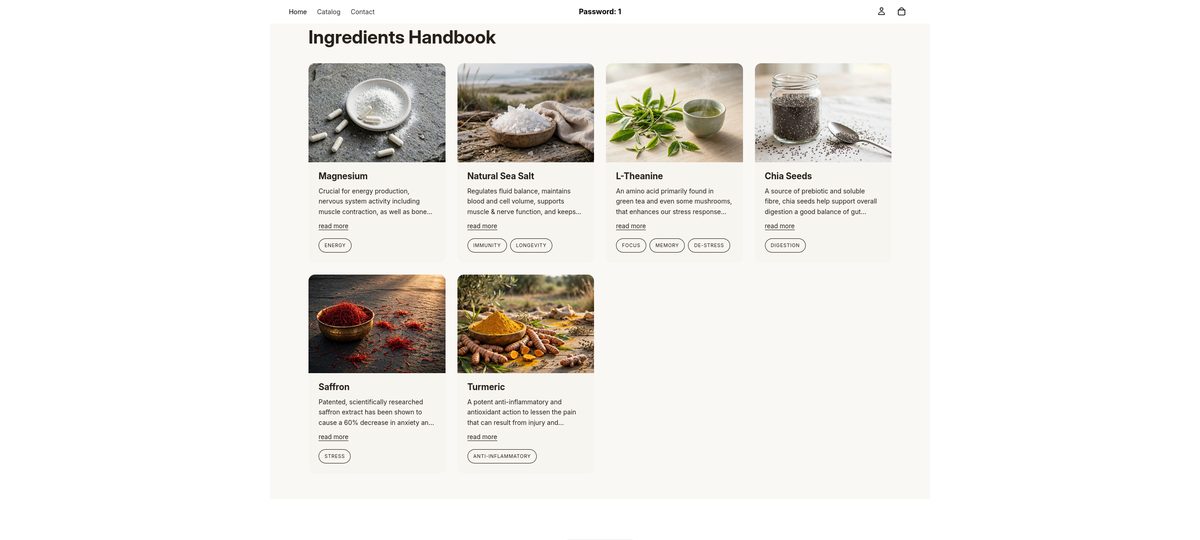 Home Catalog Contact Password: 1
Ingredients Handbook
Magnesium
Crucial for energy production,
nervous system activity including
muscle contraction, as well as bone...
read more
ENERGY
Natural Sea Salt
Regulates fluid balance, maintains
blood and cell volume, supports
muscle & nerve function, and keeps...
read more
IMMUNITY LONGEVITY
L-Theanine
An amino acid primarily found in
green tea and even some mushrooms,
that enhances our stress response...
read more
FOCUS MEMORY DE-STRESS
Chia Seeds
A source of prebiotic and soluble
fibre, chia seeds help support overall
digestion a good balance of gut...
read more
DIGESTION
Saffron
Patented, scientifically researched
saffron extract has been shown to
cause a 60% decrease in anxiety an...
read more
STRESS
Turmeric
A potent anti-inflammatory and
antioxidant action to lessen the pain
that can result from injury and...
read more
ANTI-INFLAMMATORY